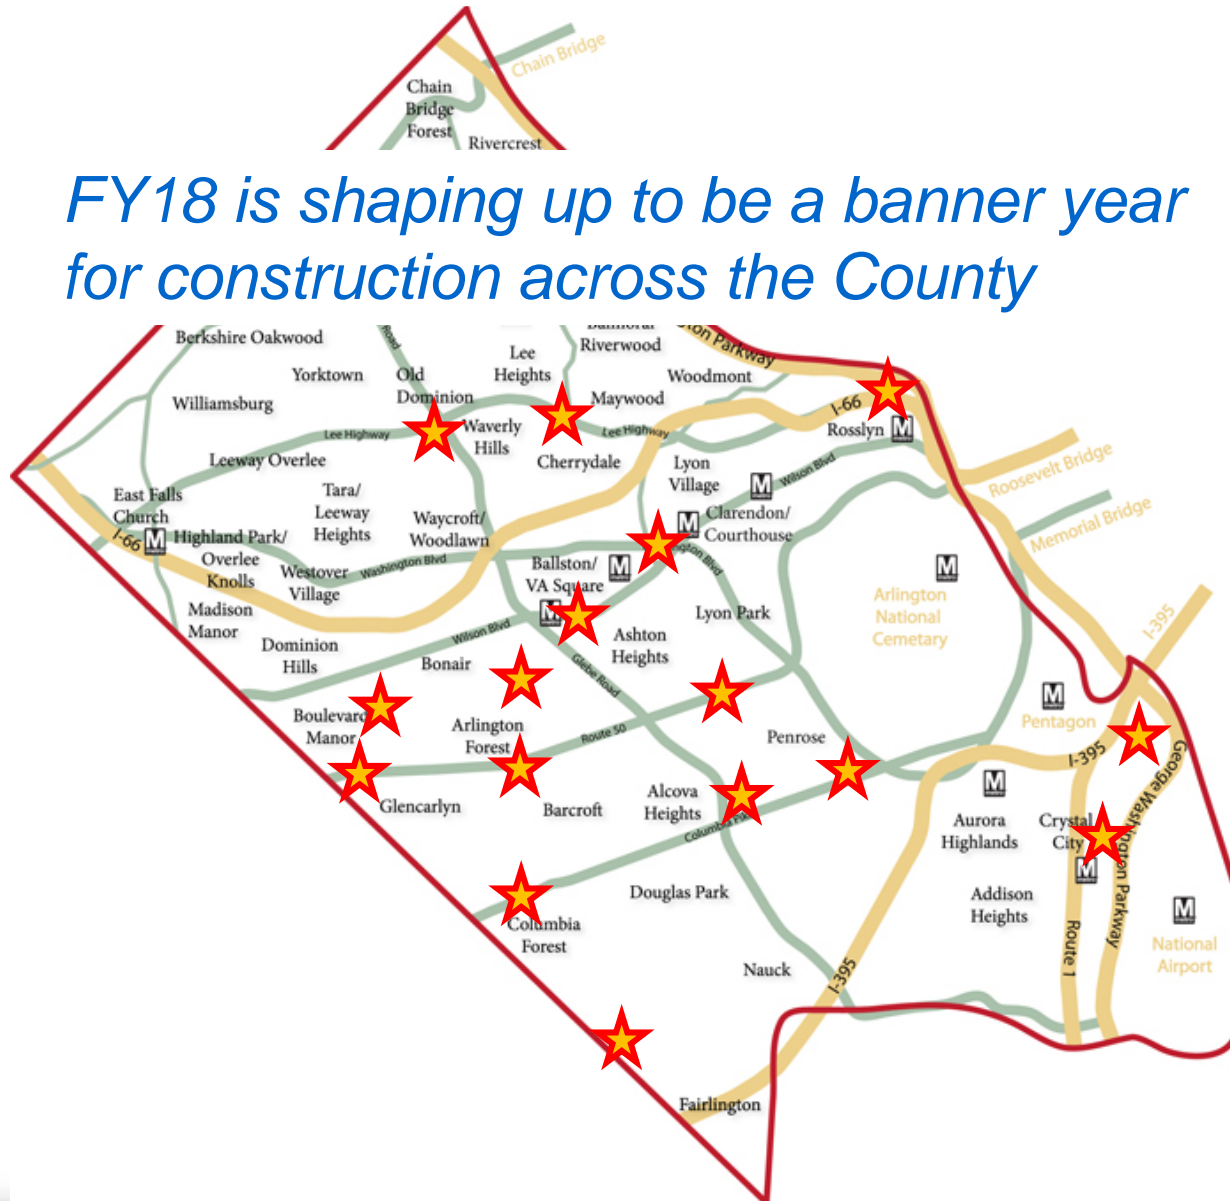 Chain Bridge
Chain
Bridge
Forest
Rivercrest
FY18 is shaping up to be a banner year
for construction across the County
Berkshire Oakwood
Road
Riverwood
Parkway
Lee
Heights
Yorktown
Old
Dominion
Woodmont
Williamsburg
Maywood
I-66
Lee Highway
Waverly
Hills
Lee Highway
Rosslyn
M
Leeway Overlee
Cherrydale
Lyon
Village
Wilson Blvd
M
Roosevelt Bridge
East Falls
Church
Tara/
Leeway
Heights
Waycroft/
Woodlawn
M
Clarendon/
Courthouse
Memorial Bridge
I-66
M
Highland Park/
Overlee
Knolls
Westover
Village
Washington Blvd
Ballston/
VA Square
M
Blvd
M
Arlington
National
Cemetery
Madison
Manor
M
Lyon Park
I-395
Dominion
Hills
Wilson Blvd
Ashton
Heights
Bonair
Glebe Road
M
Pentagon
Boulevard
Manor
Arlington
Forest
Route 50
Penrose
I-395
George Washington Parkway
Glencarlyn
Barcroft
Alcova
Heights
M
Columbia
Aurora
Highlands
Crystal
City
M
Douglas Park
Addison
Heights
M
Columbia
Forest
Route 1
National
Airport
Nauck
I-395
Fairlington